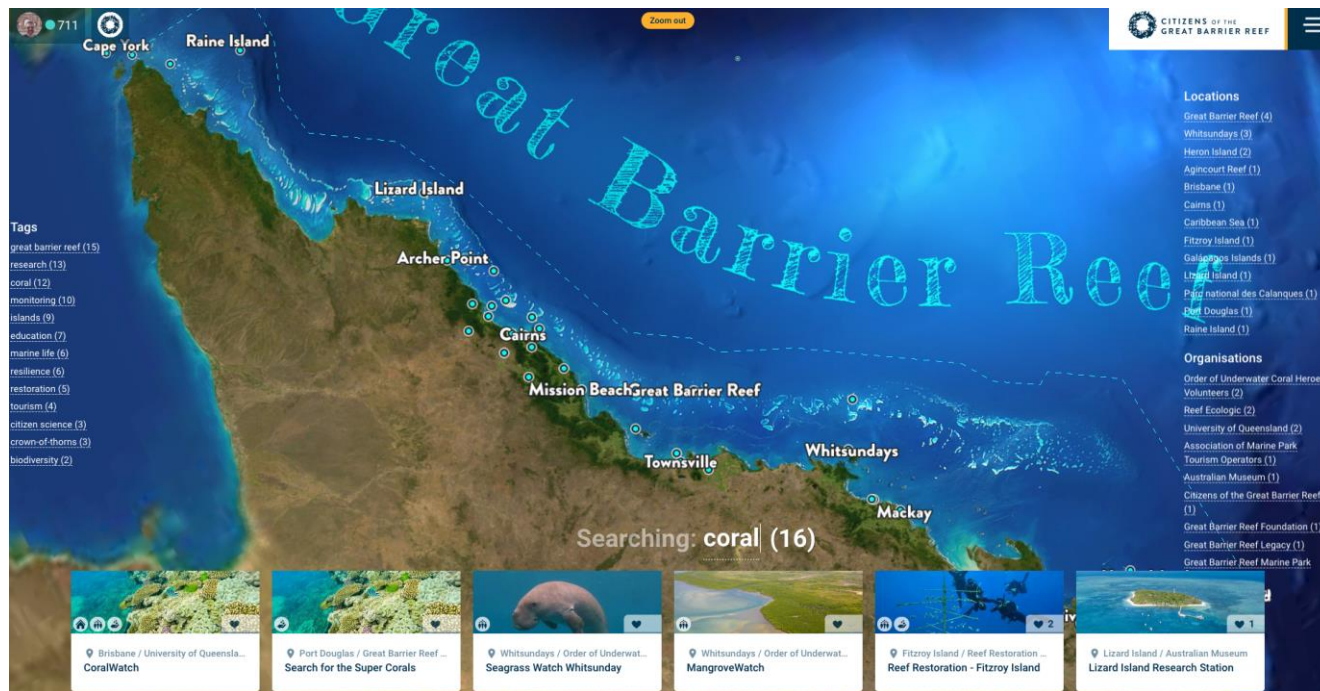 711
Zoom out
CITIZENS OF THE
GREAT BARRIER REEF
Cape York
Raine Island
Great Barrier Reef
Lizard Island
Archer Point
Cairns
Mission Beach
Great Barrier Reef
Townsville
Whitsundays
Mackay
Tags
great barrier reef (15)
research (13)
coral (12)
monitoring (10)
islands (9)
education (7)
marine life (6)
resilience (6)
restoration (5)
tourism (4)
citizen science (3)
crown-of-thorns (3)
biodiversity (2)
Locations
Great Barrier Reef (4)
Whitsundays (3)
Heron Island (2)
Agincourt Reef (1)
Brisbane (1)
Cairns (1)
Caribbean Sea (1)
Fitzroy Island (1)
Galápagos Islands (1)
Lizard Island (1)
Parc national des Calanques (1)
Port Douglas (1)
Raine Island (1)
Organisations
Order of Underwater Coral Heroe
Volunteers (2)
Reef Ecologic (2)
University of Queensland (2)
Association of Marine Park
Tourism Operators (1)
Australian Museum (1)
Citizens of the Great Barrier Reef
(1)
Great Barrier Reef Foundation (1)
Great Barrier Reef Legacy (1)
Great Barrier Reef Marine Park
Searching: coral (16)
Brisbane / University of Queensla...
CoralWatch
Port Douglas / Great Barrier Reef ...
Search for the Super Corals
Whitsundays / Order of Underwat...
Seagrass Watch Whitsunday
Whitsundays / Order of Underwat...
MangroveWatch
2
Fitzroy Island / Reef Restoration ...
Reef Restoration - Fitzroy Island
1
Lizard Island / Australian Museum
Lizard Island Research Station